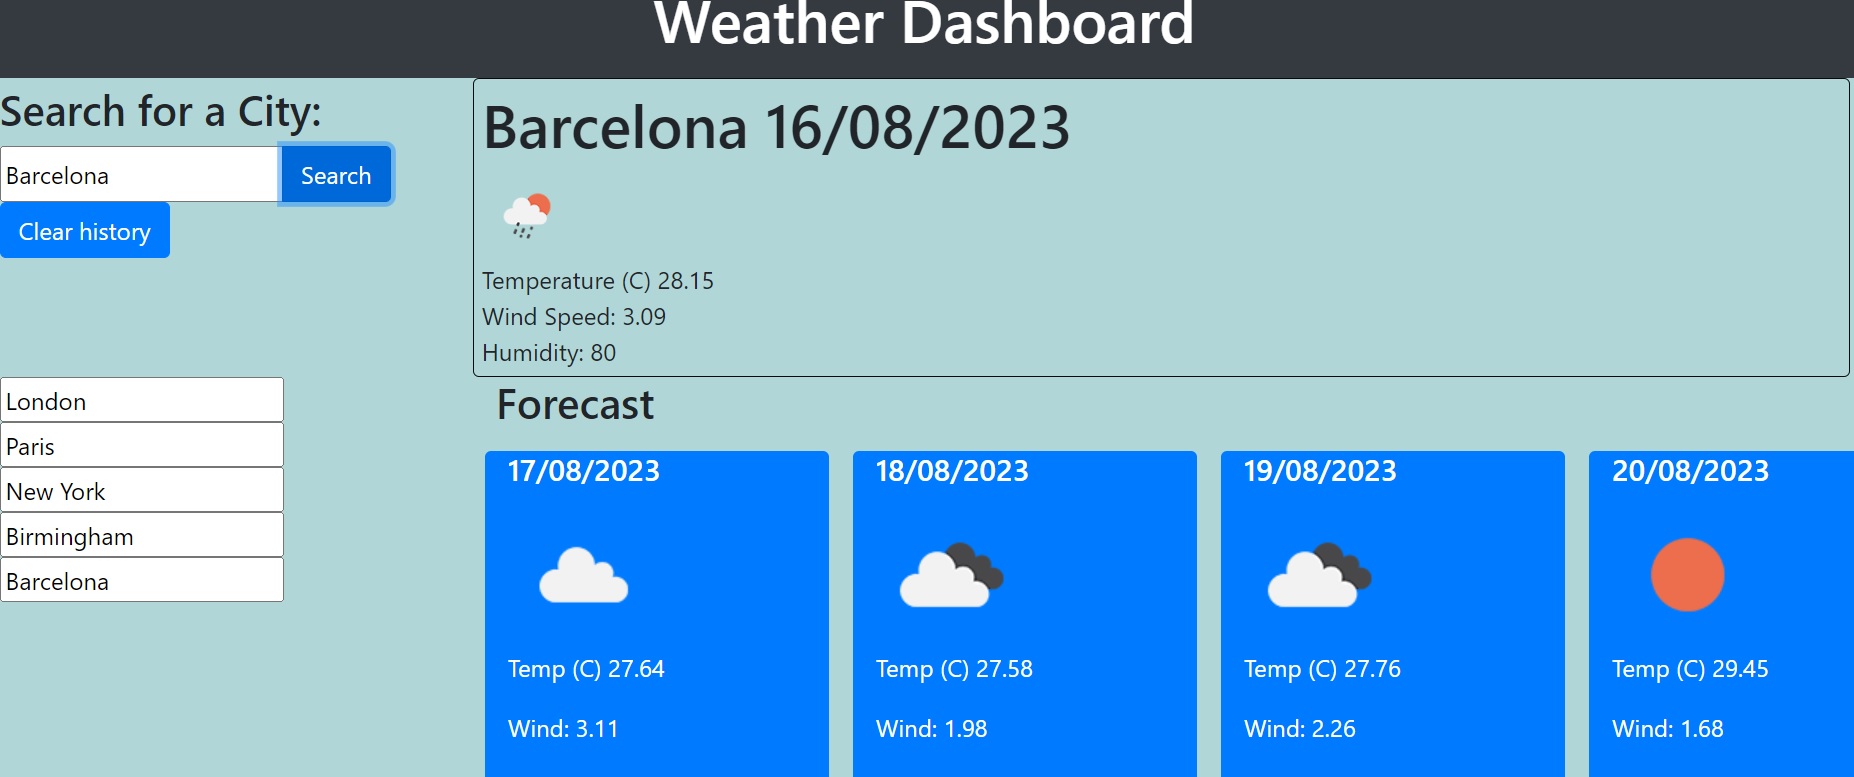 Weather Dashboard
Search for a City:
Barcelona
Search
Clear history
London
Paris
New York
Birmingham
Barcelona
Barcelona 16/08/2023
Temperature (C) 28.15
Wind Speed: 3.09
Humidity: 80
Forecast
17/08/2023
Temp (C) 27.64
Wind: 3.11
18/08/2023
Temp (C) 27.58
Wind: 1.98
19/08/2023
Temp (C) 27.76
Wind: 2.26
20/08/2023
Temp (C) 29.45
Wind: 1.68